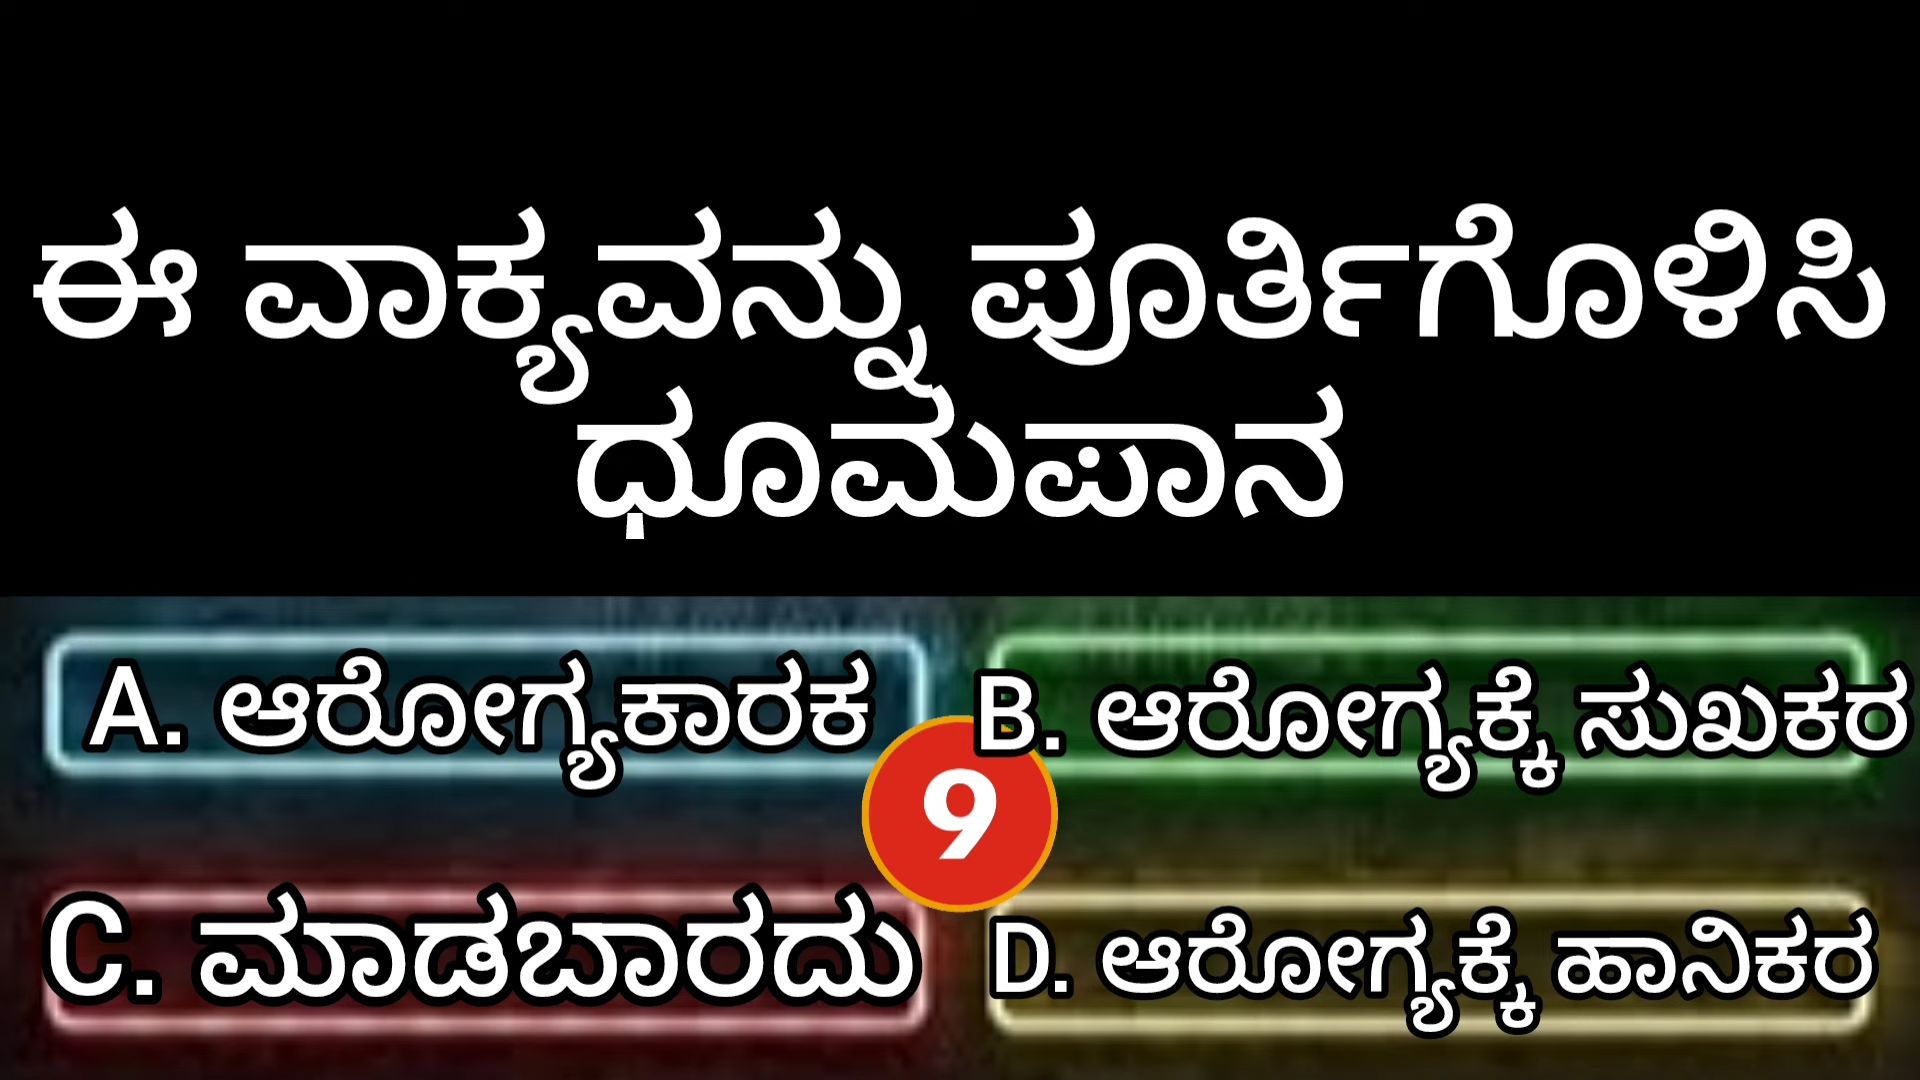 ಈ ವಾಕ್ಯವನ್ನು ಪೂರ್ತಿಗೊಳಿಸಿ
ಧೂಮಪಾನ
A. ಆರೋಗ್ಯಕಾರಕ
B. ಆರೋಗ್ಯಕ್ಕೆ ಸುಖಕರ
9
C. ಮಾಡಬಾರದು
D. ಆರೋಗ್ಯಕ್ಕೆ ಹಾನಿಕರ